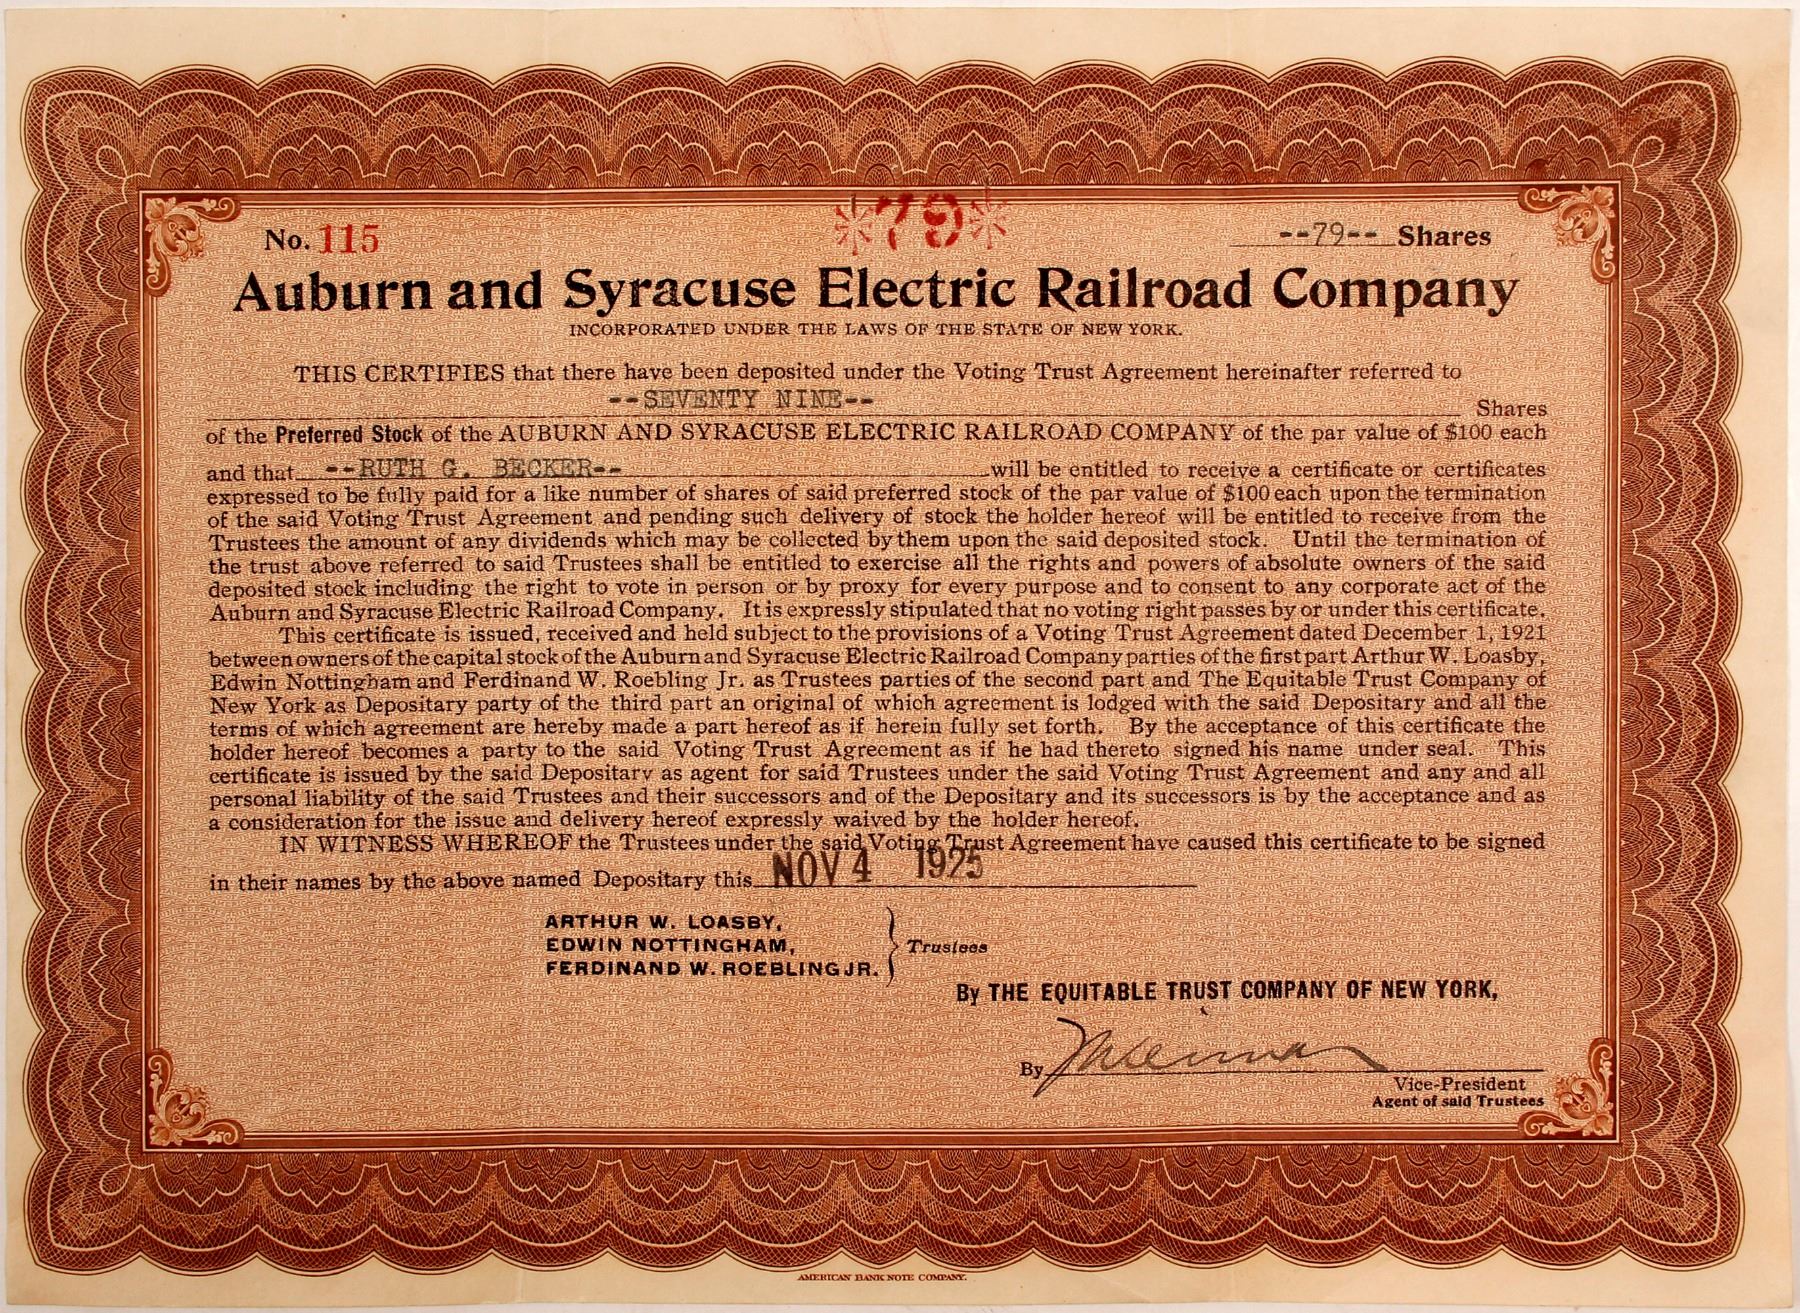 *79*
No. 115
--79-- Shares
Auburn and Syracuse Electric Railroad Company
INCORPORATED UNDER THE LAWS OF THE STATE OF NEW YORK.
THIS CERTIFIES that there have been deposited under the Voting Trust Agreement hereinafter referred to
--SEVENTY NINE-- Shares
of the Preferred Stock of the AUBURN AND SYRACUSE ELECTRIC RAILROAD COMPANY of the par value of $100 each
and that --RUTH G. BECKER-- will be entitled to receive a certificate or certificates
expressed to be fully paid for a like number of shares of said preferred stock of the par value of $100 each upon the termination
of the said Voting Trust Agreement and pending such delivery of stock the holder hereof will be entitled to receive from the
Trustees the amount of any dividends which may be collected by them upon the said deposited stock. Until the termination of
the trust above referred to said Trustees shall be entitled to exercise all the rights and powers of absolute owners of the said
deposited stock including the right to vote in person or by proxy for every purpose and to consent to any corporate act of the
Auburn and Syracuse Electric Railroad Company. It is expressly stipulated that no voting right passes by or under this certificate.
This certificate is issued, received and held subject to the provisions of a Voting Trust Agreement dated December 1, 1921
between owners of the capital stock of the Auburn and Syracuse Electric Railroad Company parties of the first part Arthur W. Loasby,
Edwin Nottingham and Ferdinand W. Roebling Jr. as Trustees parties of the second part and The Equitable Trust Company of
New York as Depositary party of the third part an original of which agreement is lodged with the said Depositary and all the
terms of which agreement are hereby made a part hereof as if herein fully set forth. By the acceptance of this certificate the
holder hereof becomes a party to the said Voting Trust Agreement as if he had thereto signed his name under seal. This
certificate is issued by the said Depositary as agent for said Trustees under the said Voting Trust Agreement and any and all
personal liability of the said Trustees and their successors and of the Depositary and its successors is by the acceptance and as
a consideration for the issue and delivery hereof expressly waived by the holder hereof.
IN WITNESS WHEREOF the Trustees under the said Voting Trust Agreement have caused this certificate to be signed
in their names by the above named Depositary this NOV 4 1925
ARTHUR W. LOASBY,
EDWIN NOTTINGHAM,
FERDINAND W. ROEBLING JR.
Trustees
By THE EQUITABLE TRUST COMPANY OF NEW YORK,
By
Vice-President
Agent of said Trustees
AMERICAN BANK NOTE COMPANY.